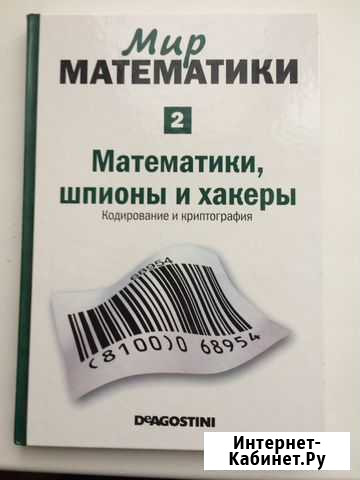 Мир
МАТЕМАТИКИ
2
Математики,
шпионы и хакеры
Кодирование и криптография
68954
(8100)0 68954
DEAGOSTINI
Интернет-
Кабинет.Ру